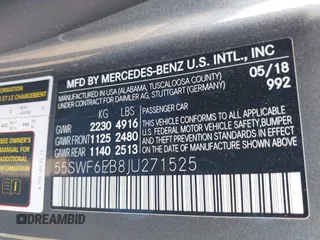 MFD BY MERCEDES-BENZ U.S. INTL., INC
MANUFACTURED IN USA (ALABAMA, TUSCALOOSA COUNTY)
UNDER CONTRACT FOR DAIMLER AG, STUTTGART (GERMANY)
05/18
992
KG LBS
PASSENGER CAR
GVWR 2230 4916
GAWR FRONT 1125 2480
GAWR REAR 1140 2513
THIS VEHICLE CONFORMS TO ALL APPLICABLE
U.S. FEDERAL MOTOR VEHICLE SAFETY, BUMPER,
AND THEFT PREVENTION STANDARDS IN EFFECT
ON THE DATE OF MANUFACTURE SHOWN ABOVE.
55SWF6EB8JU271525
DREAMBID